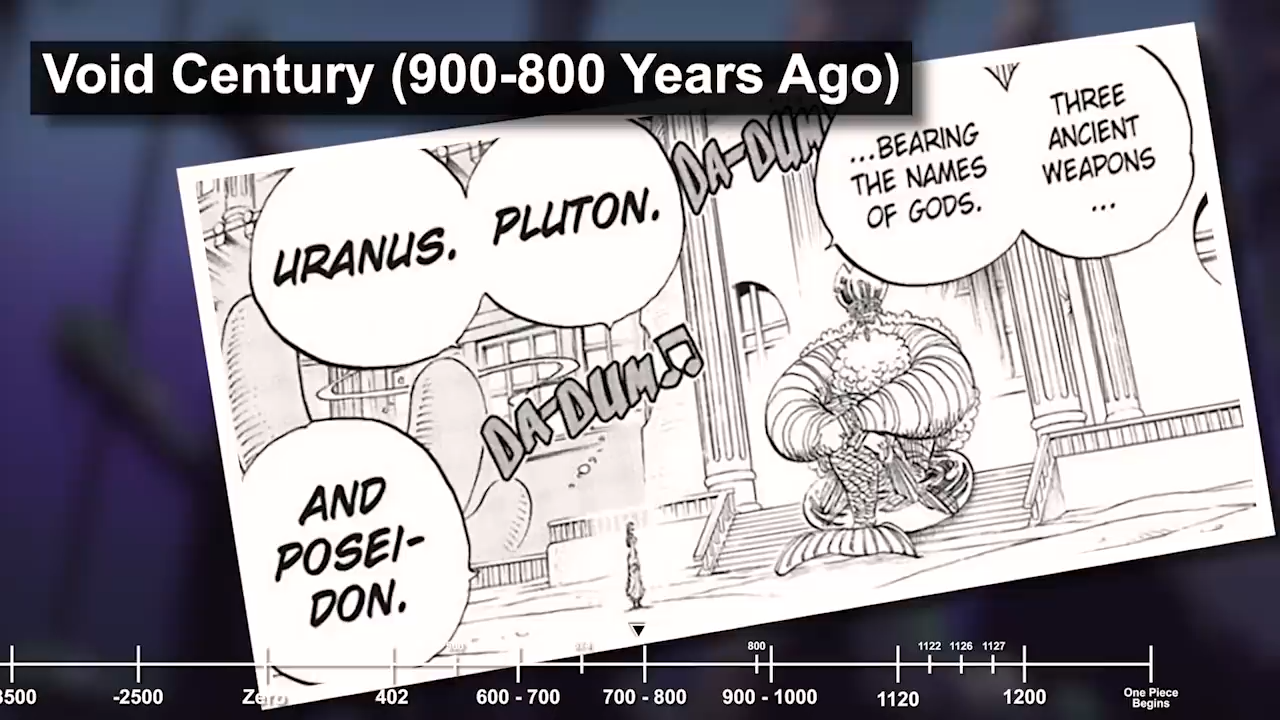 Void Century (900-800 Years Ago)
THREE
ANCIENT
WEAPONS
...
...BEARING
THE NAMES
OF GODS.
DA-DUM
PLUTON.
URANUS.
DA-DUM♫
AND
POSEI-
DON.
800
1122 1126 1127
-2500 Zero 402 600 - 700 700 - 800 900 - 1000 1120 1200 One Piece
Begins